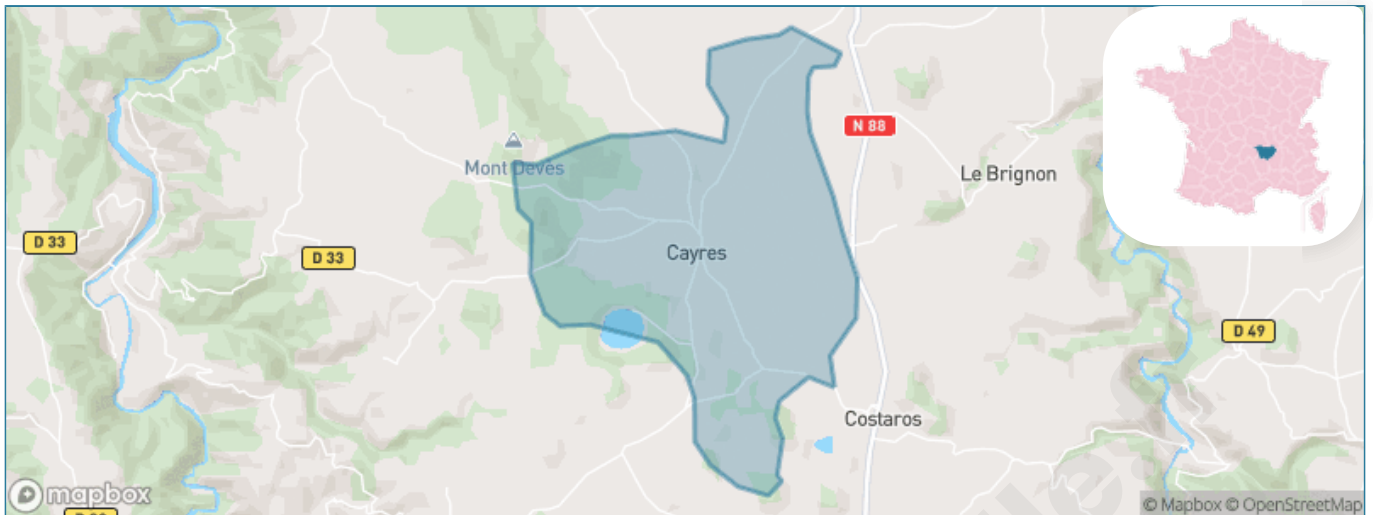 N 88
Mont Devès
Le Brignon
D 33
Cayres
D 33
D 49
Costaros
mapbox
© Mapbox © OpenStreetMap